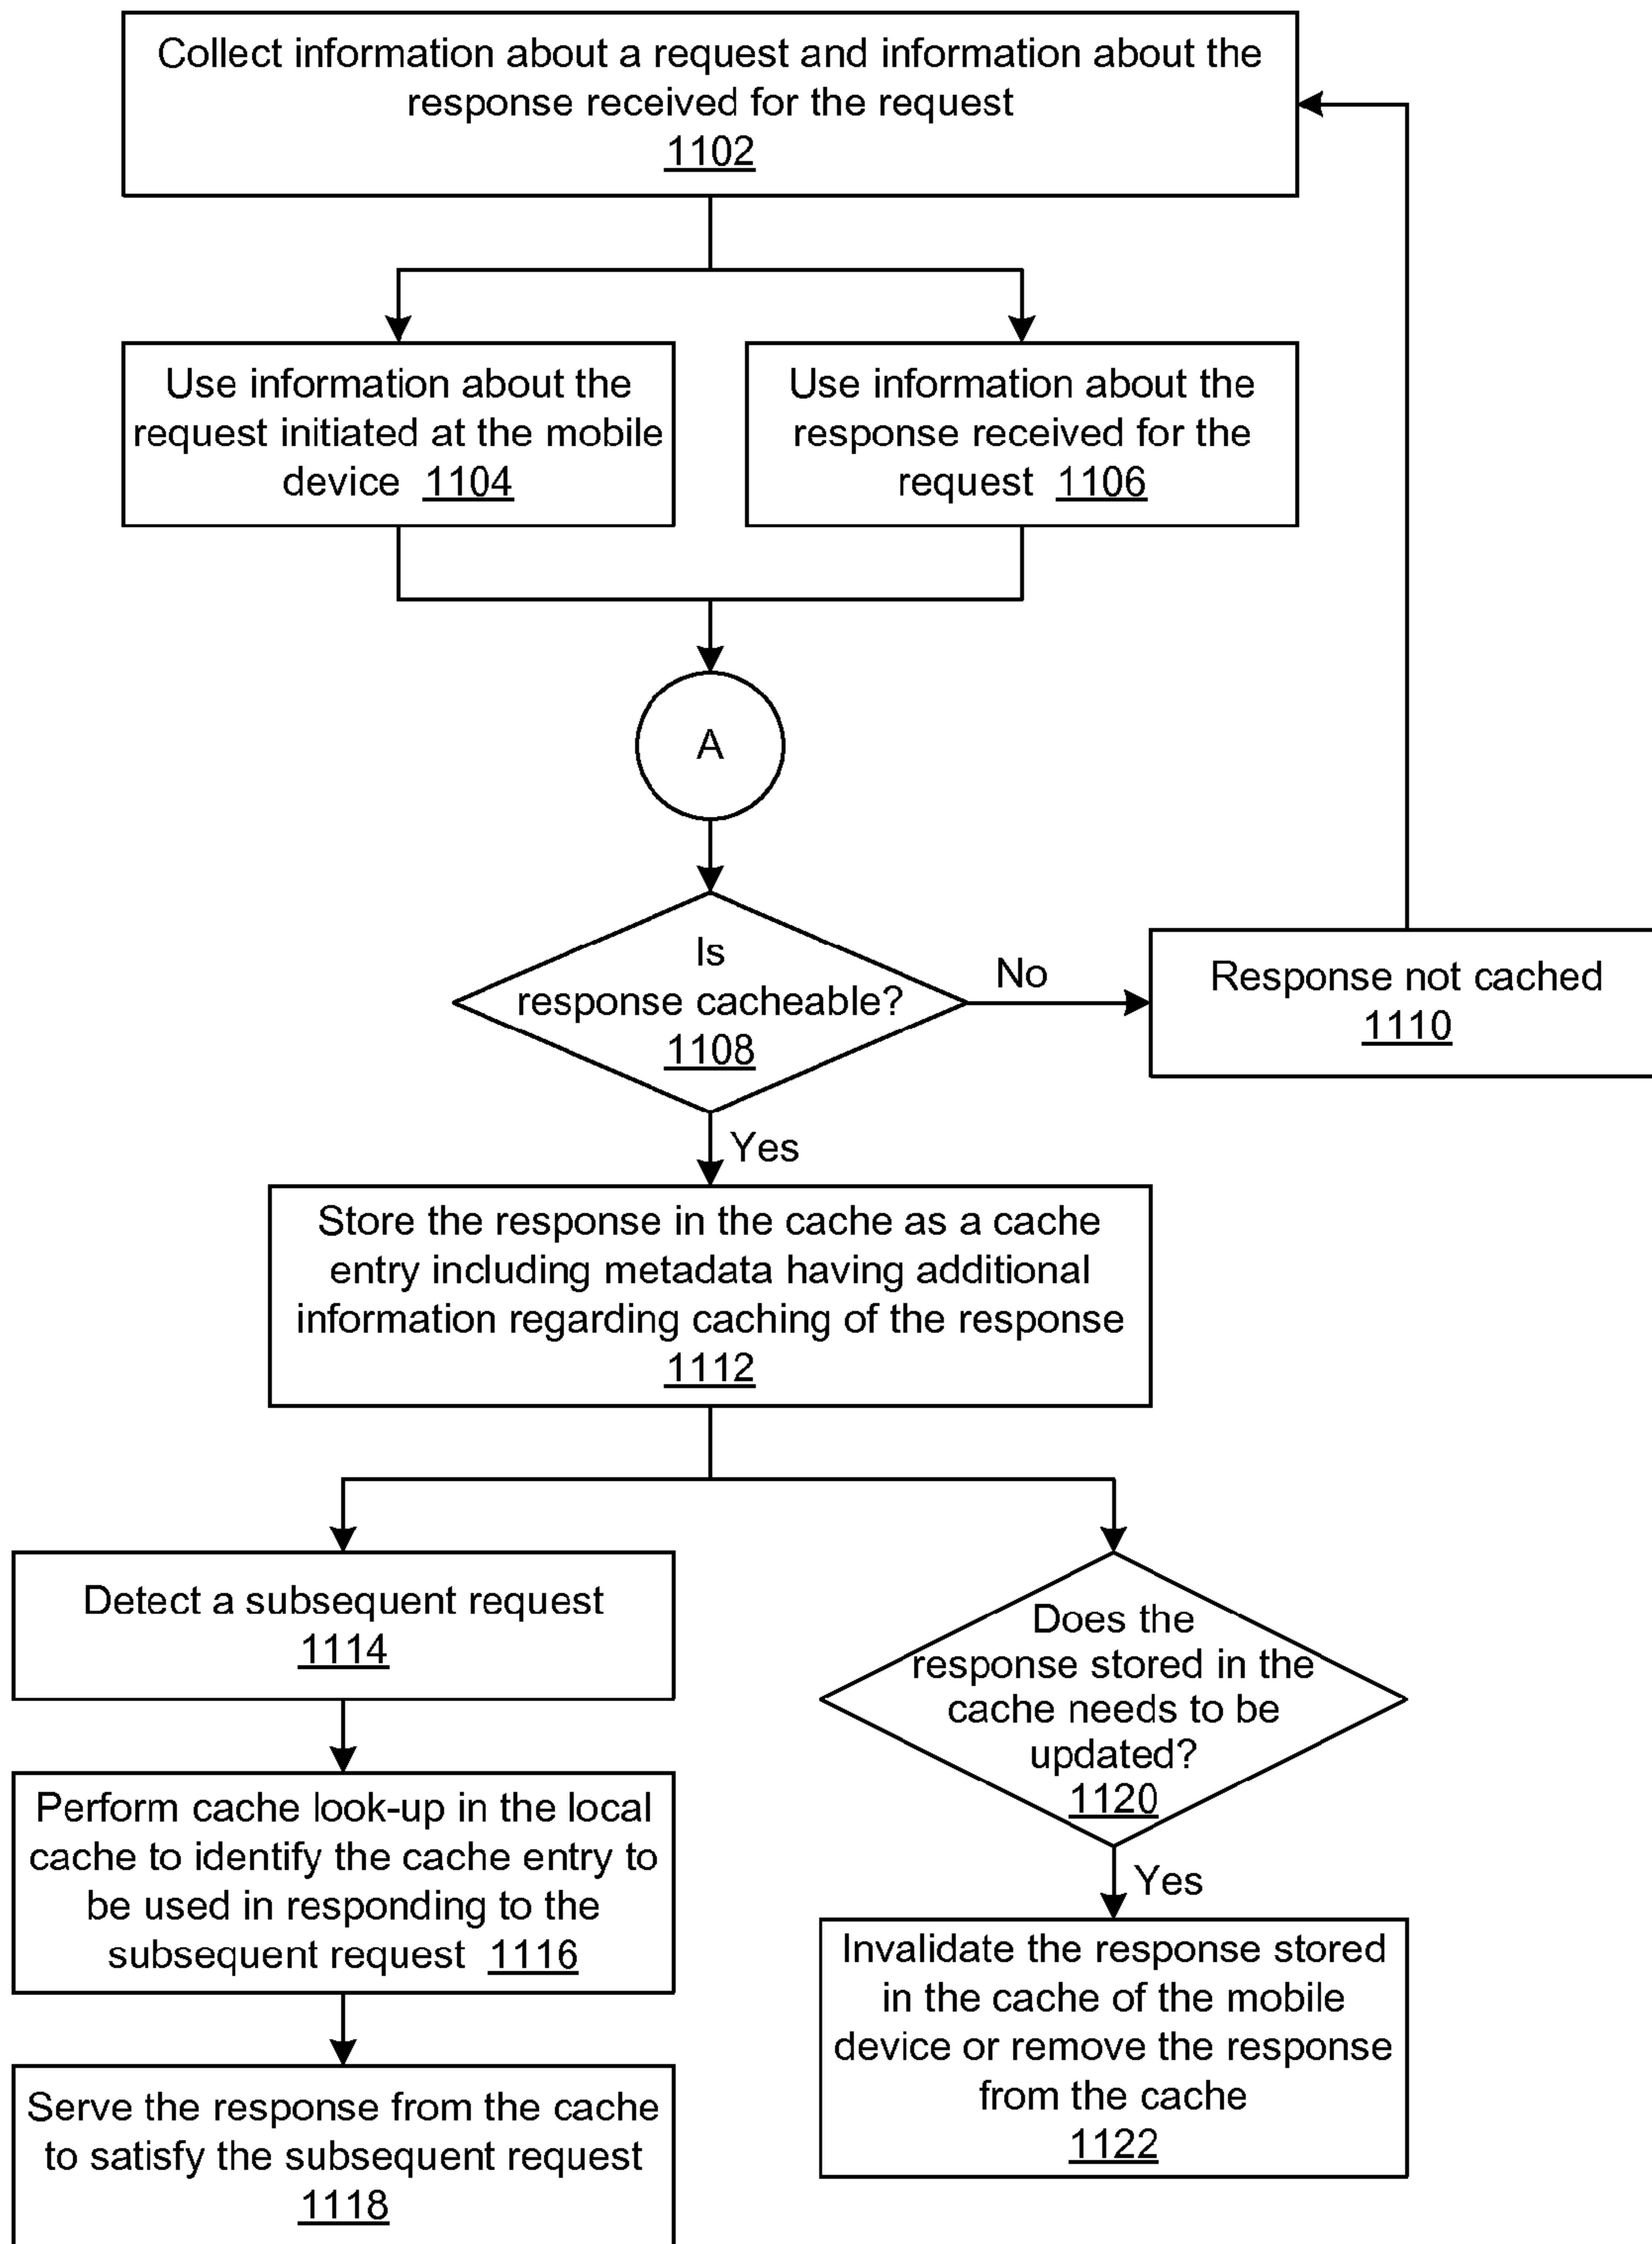 Collect information about a request and information about the
response received for the request
1102
Use information about the
request initiated at the mobile
device 1104
Use information about the
response received for the
request 1106
A
Is
response cacheable?
1108
No
Response not cached
1110
Yes
Store the response in the cache as a cache
entry including metadata having additional
information regarding caching of the response
1112
Detect a subsequent request
1114
Perform cache look-up in the local
cache to identify the cache entry to
be used in responding to the
subsequent request 1116
Serve the response from the cache
to satisfy the subsequent request
1118
Does the
response stored in the
cache needs to be
updated?
1120
Yes
Invalidate the response stored
in the cache of the mobile
device or remove the response
from the cache
1122